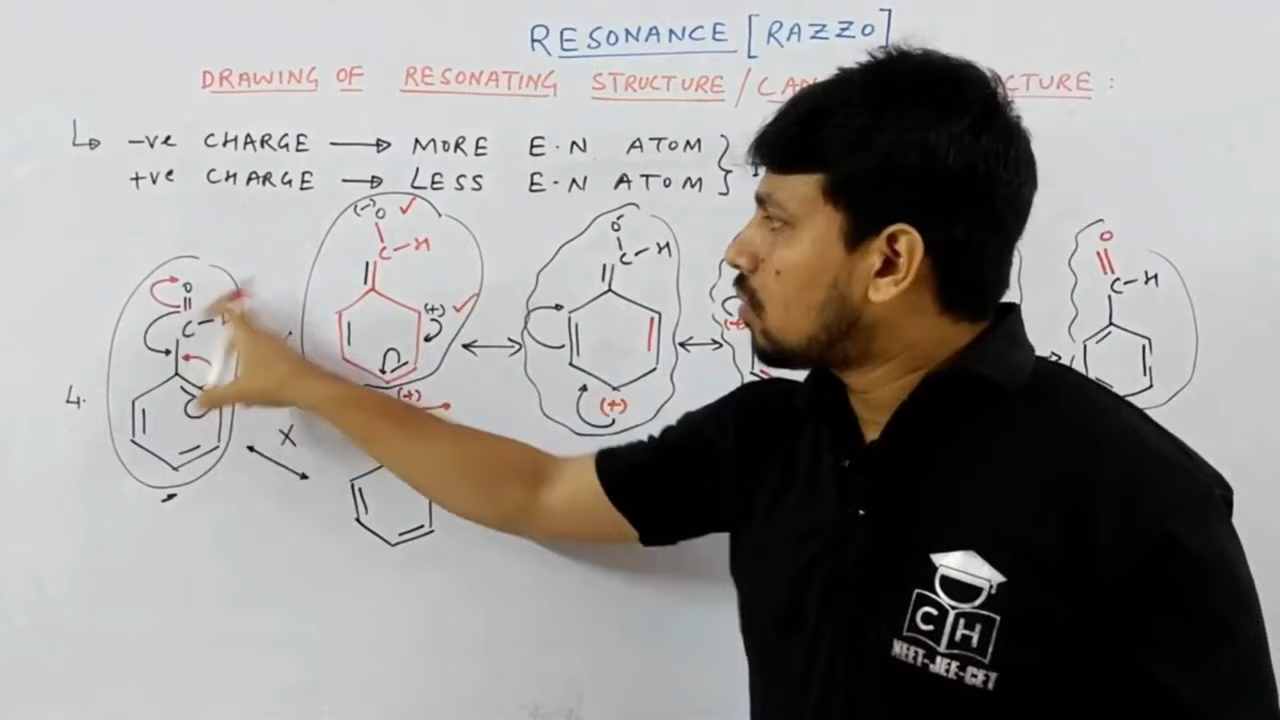 RESONANCE [RAZZO]
DRAWING OF RESONATING STRUCTURE / CAN CTURE :
-ve CHARGE → MORE E.N ATOM
+ve CHARGE → LESS E-N ATOM
(-) O ✓
C-H
(+) ✓
O
C-H
(+)
O
C-H
O
C-
4.
X
(+)
(+)
CH
NEET-JEE-CET